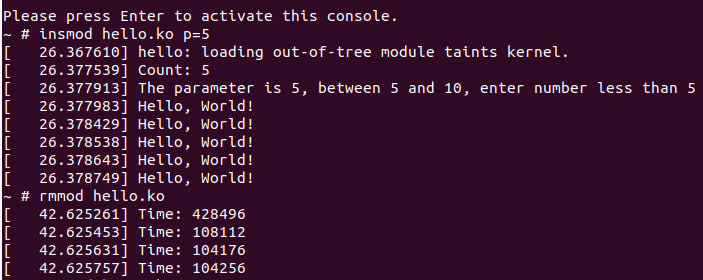 Please press Enter to activate this console.
~ # insmod hello.ko p=5
[   26.367610] hello: loading out-of-tree module taints kernel.
[   26.377539] Count: 5
[   26.377913] The parameter is 5, between 5 and 10, enter number less than 5
[   26.377983] Hello, World!
[   26.378429] Hello, World!
[   26.378538] Hello, World!
[   26.378643] Hello, World!
[   26.378749] Hello, World!
~ # rmmod hello.ko
[   42.625261] Time: 428496
[   42.625453] Time: 108112
[   42.625631] Time: 104176
[   42.625757] Time: 104256